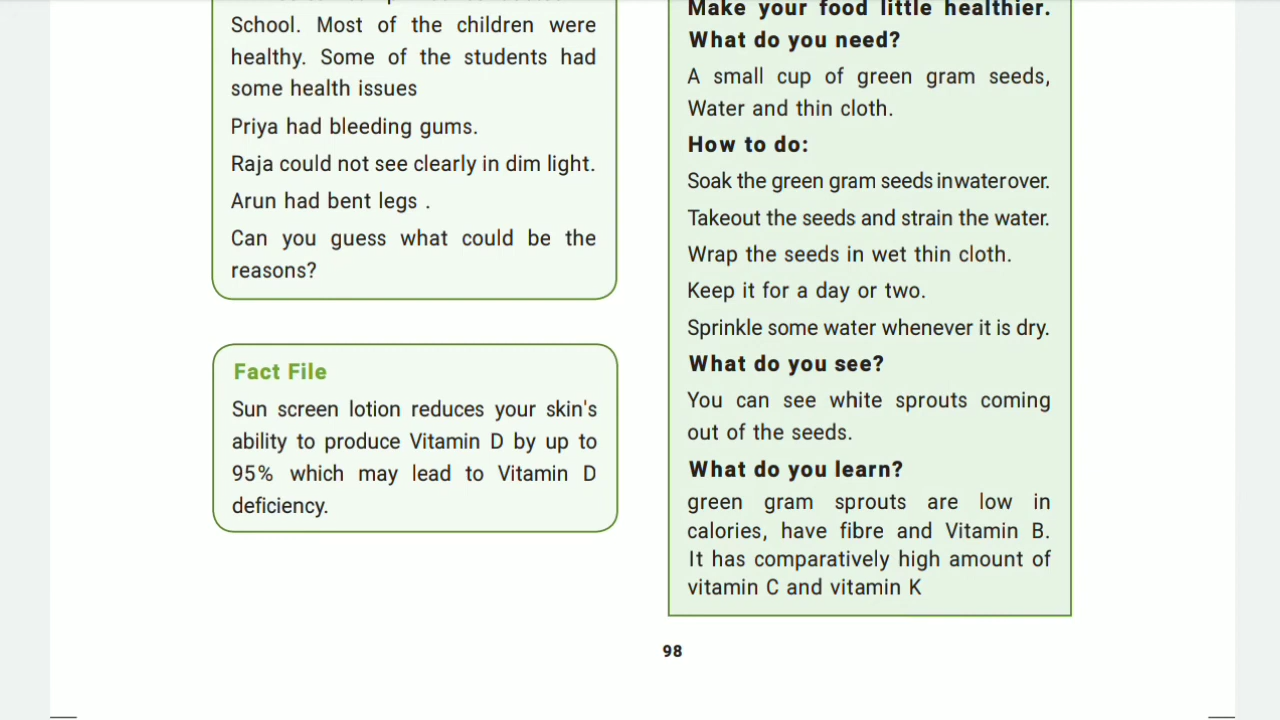 School. Most of the children were
healthy. Some of the students had
some health issues
Priya had bleeding gums.
Raja could not see clearly in dim light.
Arun had bent legs .
Can you guess what could be the
reasons?
Fact File
Sun screen lotion reduces your skin's
ability to produce Vitamin D by up to
95% which may lead to Vitamin D
deficiency.
Make your food little healthier.
What do you need?
A small cup of green gram seeds,
Water and thin cloth.
How to do:
Soak the green gram seeds inwaterover.
Takeout the seeds and strain the water.
Wrap the seeds in wet thin cloth.
Keep it for a day or two.
Sprinkle some water whenever it is dry.
What do you see?
You can see white sprouts coming
out of the seeds.
What do you learn?
green gram sprouts are low in
calories, have fibre and Vitamin B.
It has comparatively high amount of
vitamin C and vitamin K
98